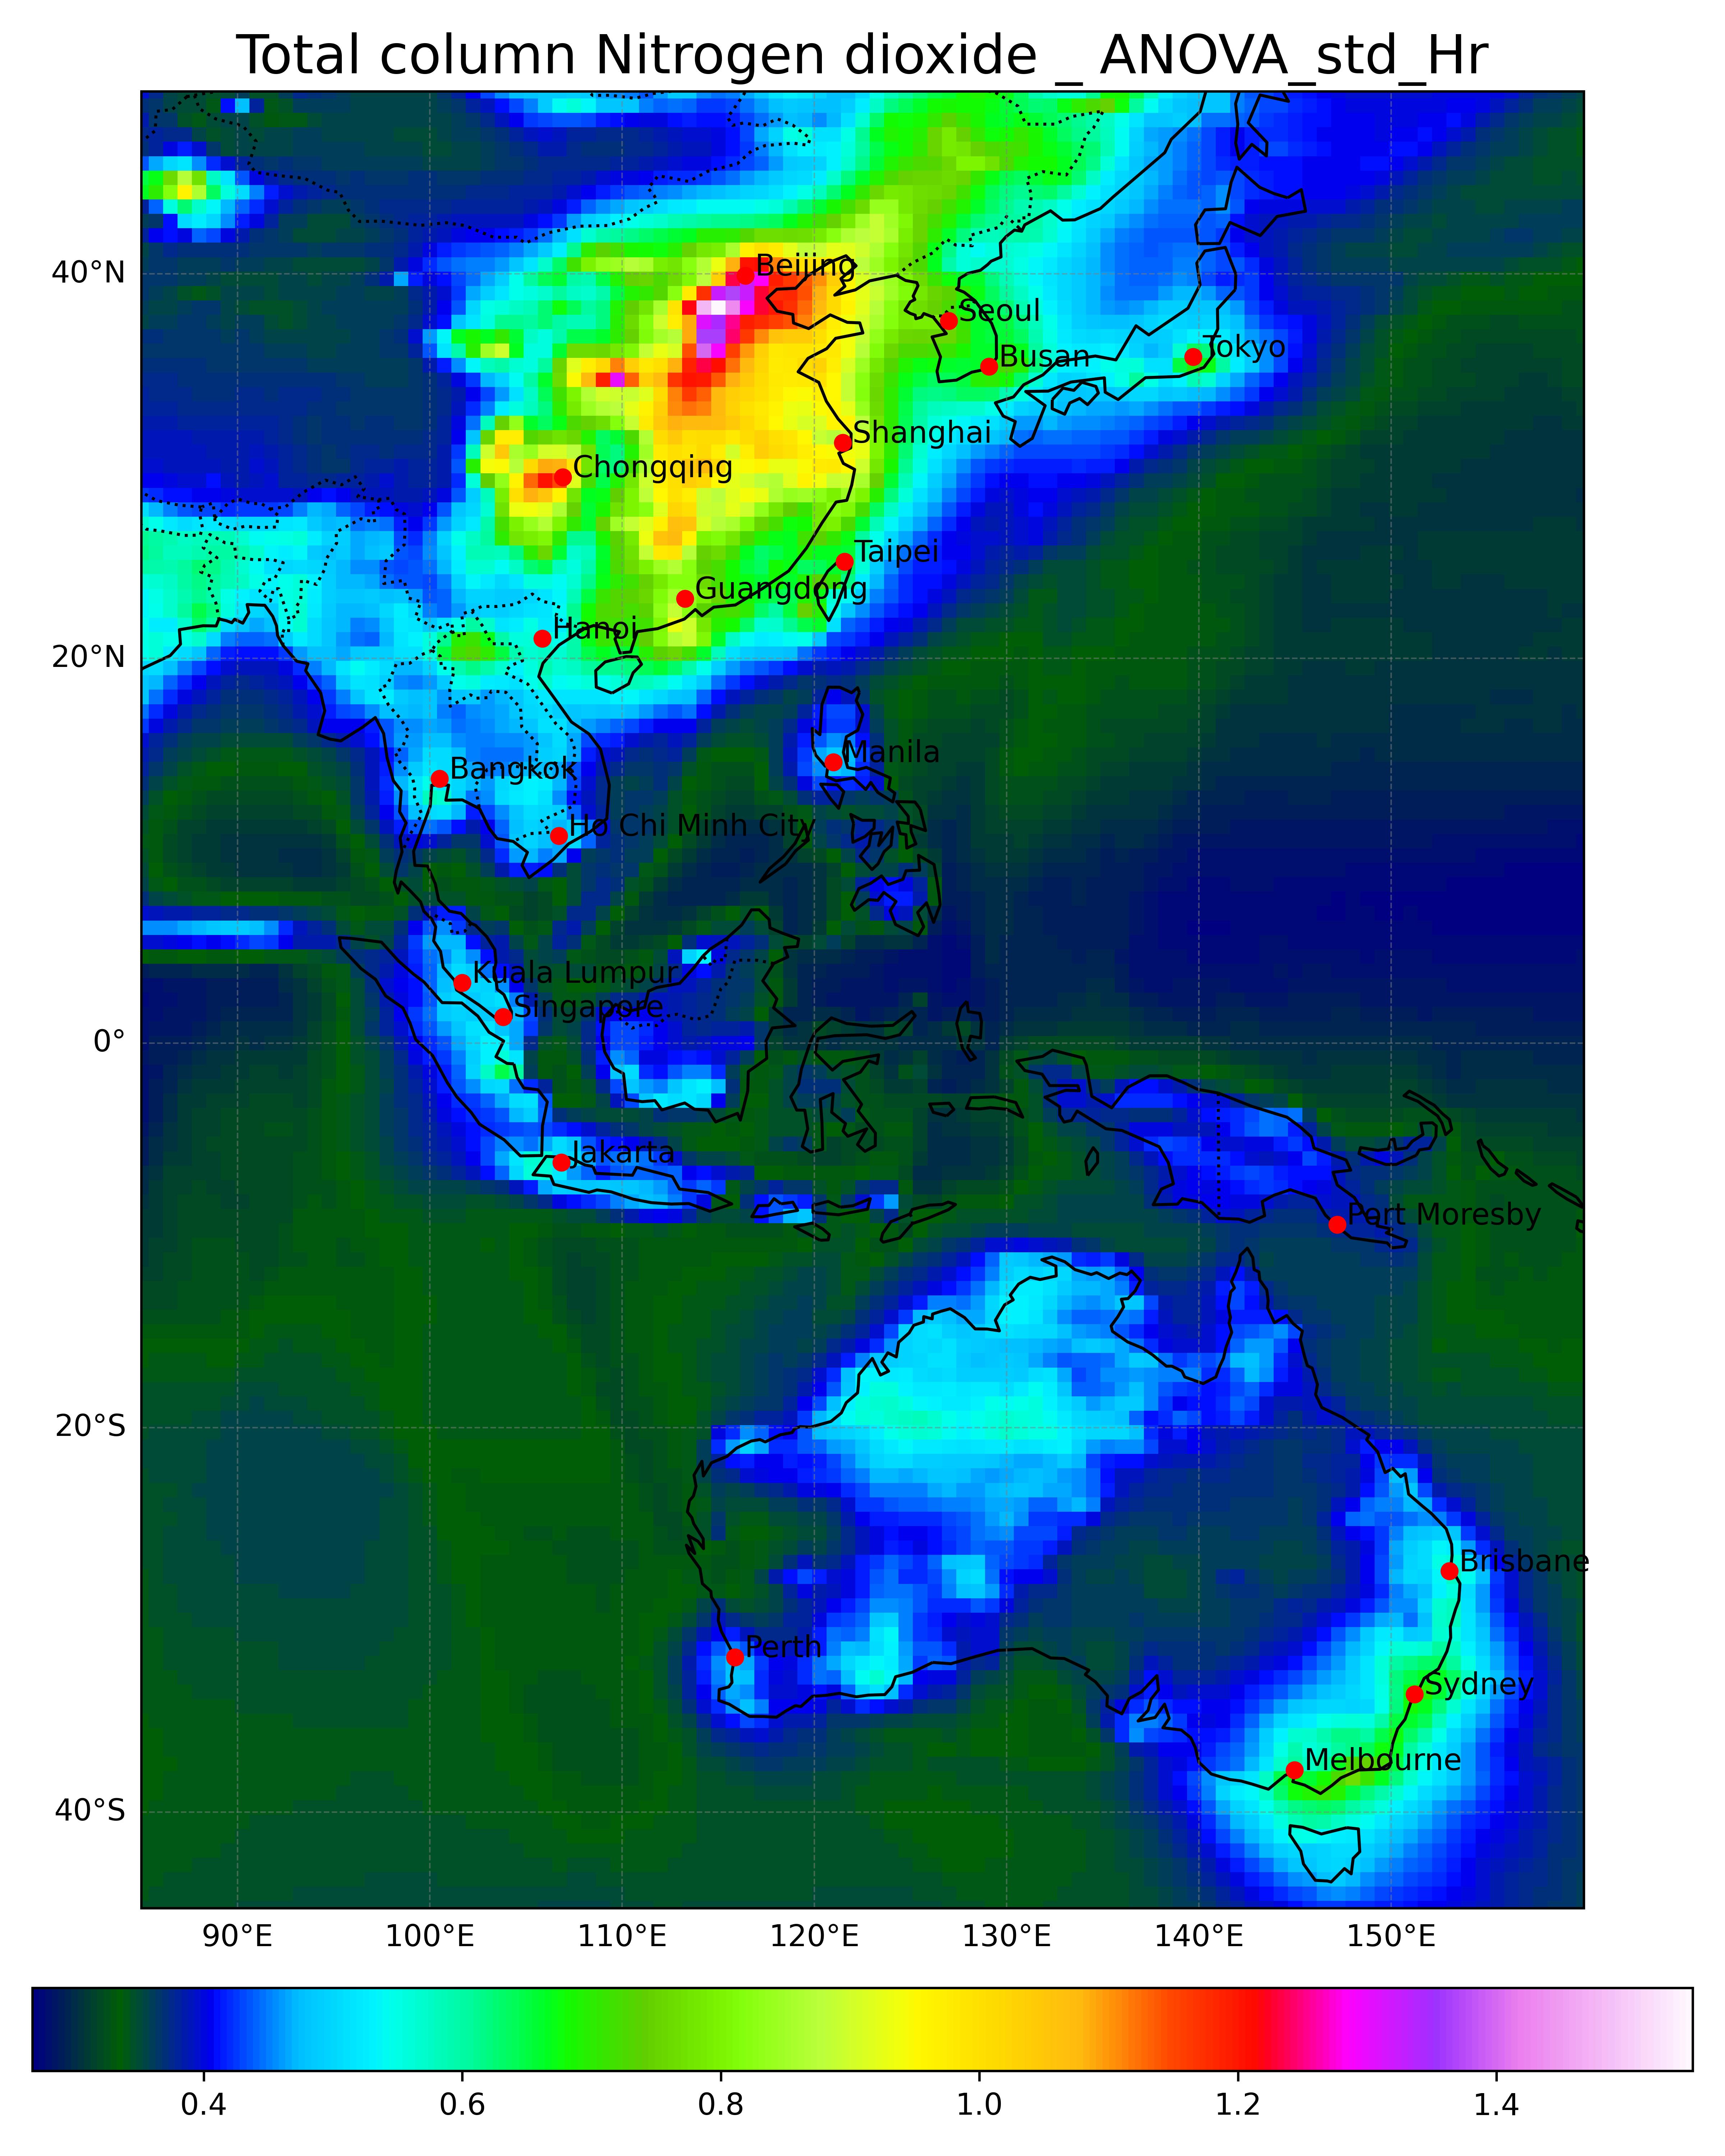 Total column Nitrogen dioxide _ ANOVA_std_Hr
40°N
20°N
0°
20°S
40°S
Beijing
Seoul
Busan
Tokyo
Shanghai
Chongqing
Taipei
Guangdong
Hanoi
Manila
Bangkok
Ho Chi Minh City
Kuala Lumpur
Singapore
Jakarta
Port Moresby
Brisbane
Perth
Sydney
Melbourne
90°E 100°E 110°E 120°E 130°E 140°E 150°E
0.4 0.6 0.8 1.0 1.2 1.4